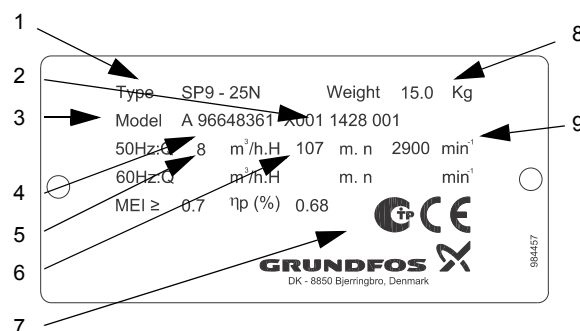 1
8
Type SP9 - 25N Weight 15.0 Kg
2
3
Model A 96648361 X001 1428 001
9
50Hz:Q 8 m³/h.H 107 m. n 2900 min⁻¹
60Hz:Q m³/h.H m. n min⁻¹
4
MEI ≥ 0.7 ηp (%) 0.68
5
CTP CE
6
GRUNDFOS
DK - 8850 Bjerringbro, Denmark
984457
7